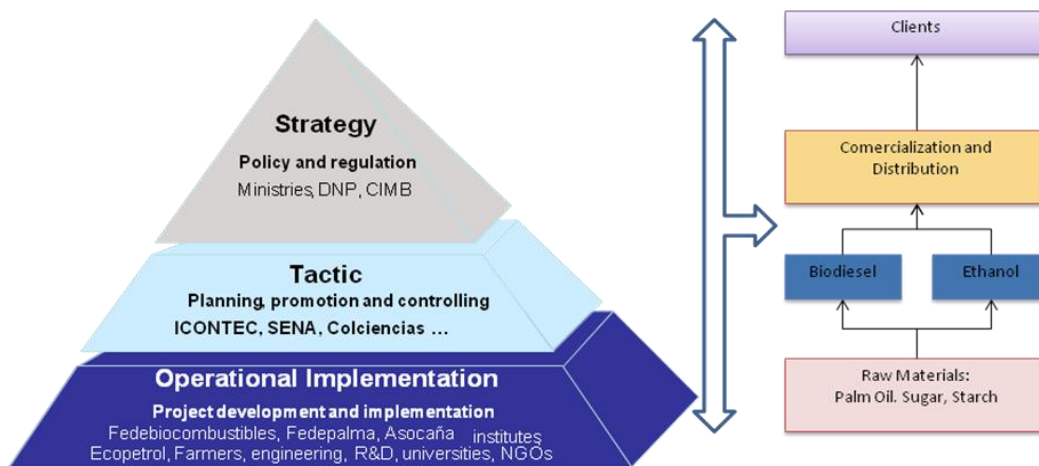 Strategy
Policy and regulation
Ministries, DNP, CIMB
Tactic
Planning, promotion and controlling
ICONTEC, SENA, Colciencias ...
Operational Implementation
Project development and implementation
Fedebiocombustibles, Fedepalma, Asocaña institutes
Ecopetrol, Farmers, engineering, R&D, universities, NGOs
Clients
Comercialization and
Distribution
Biodiesel
Ethanol
Raw Materials:
Palm Oil. Sugar, Starch